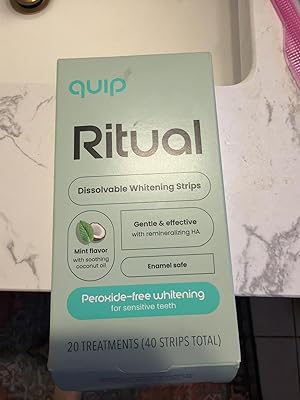 quip
Ritual
Dissolvable Whitening Strips
Mint flavor
with soothing
coconut oil
Gentle & effective
with remineralizing HA
Enamel safe
Peroxide-free whitening
for sensitive teeth
20 TREATMENTS (40 STRIPS TOTAL)